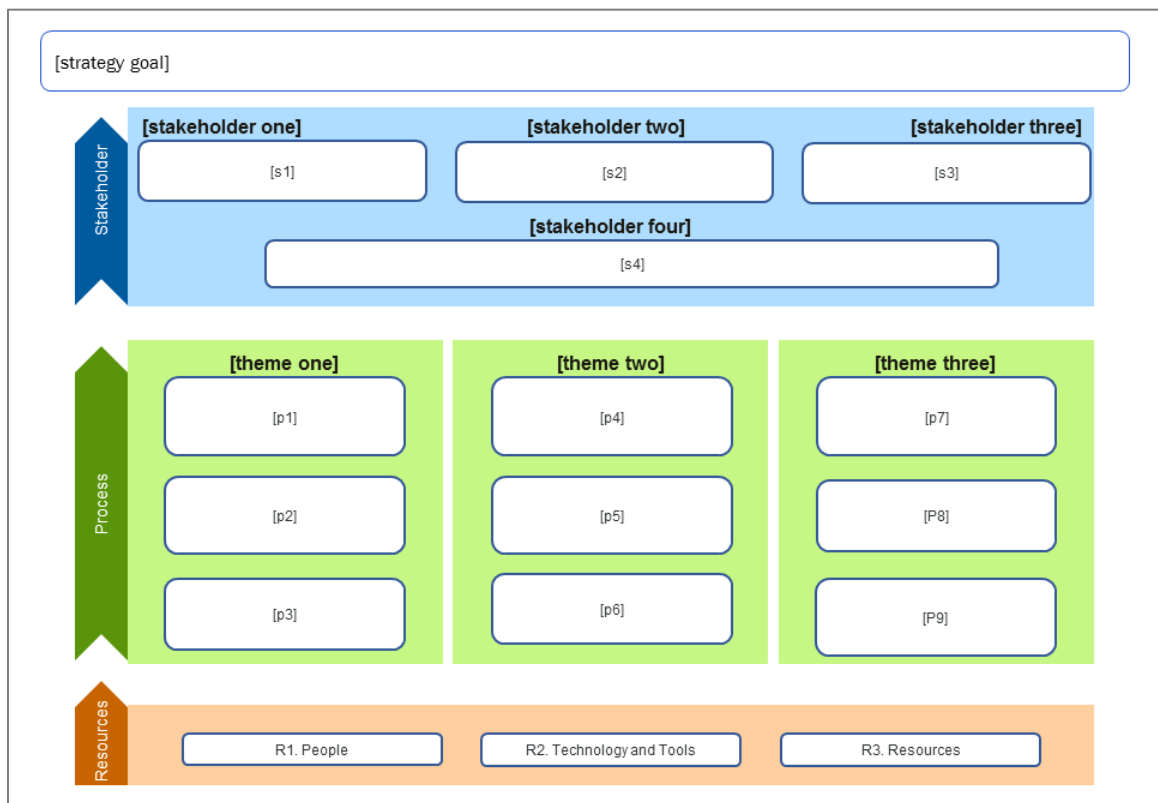 [strategy goal]
Stakeholder
[stakeholder one]
[stakeholder two]
[stakeholder three]
[s1]
[s2]
[s3]
[stakeholder four]
[s4]
Process
[theme one]
[theme two]
[theme three]
[p1]
[p4]
[p7]
[p2]
[p5]
[P8]
[p3]
[p6]
[P9]
Resources
R1. People
R2. Technology and Tools
R3. Resources